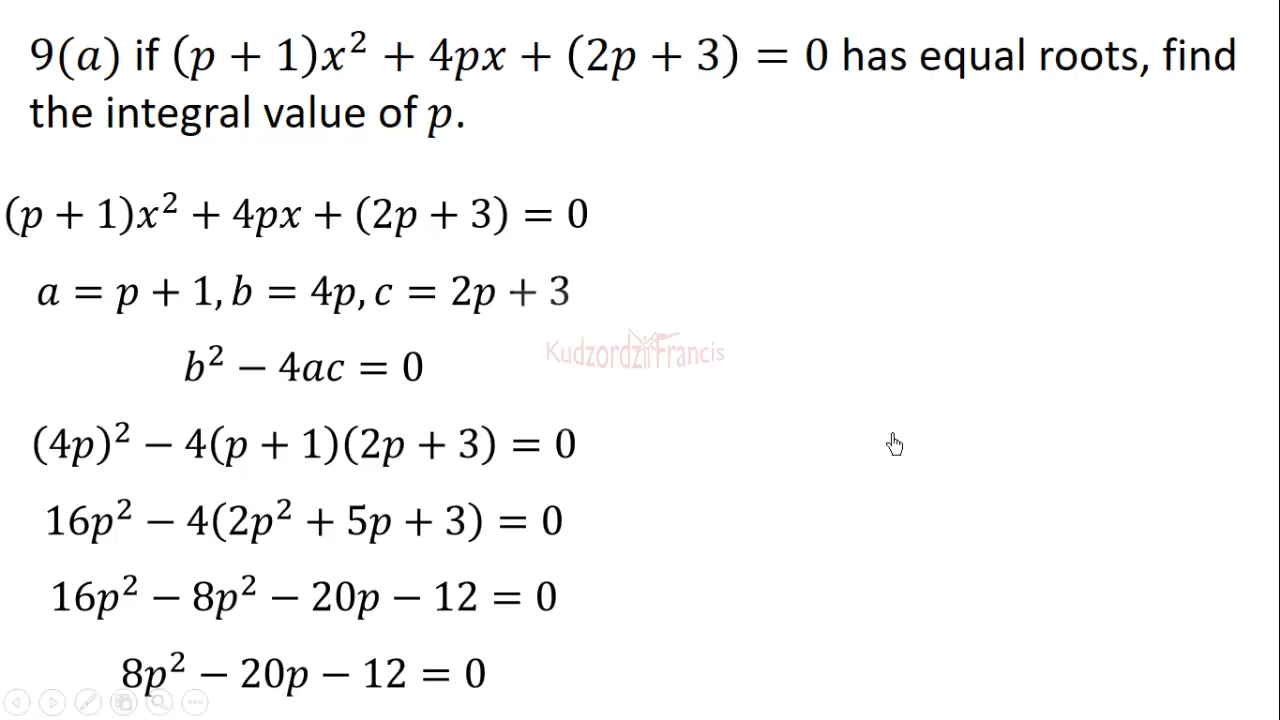 9(a) if (p + 1)x² + 4px + (2p + 3) = 0 has equal roots, find
the integral value of p.
(p + 1)x² + 4px + (2p + 3) = 0
a = p + 1, b = 4p, c = 2p + 3
Kudzordzi Francis
b² − 4ac = 0
(4p)² − 4(p + 1)(2p + 3) = 0
16p² − 4(2p² + 5p + 3) = 0
16p² − 8p² − 20p − 12 = 0
8p² − 20p − 12 = 0